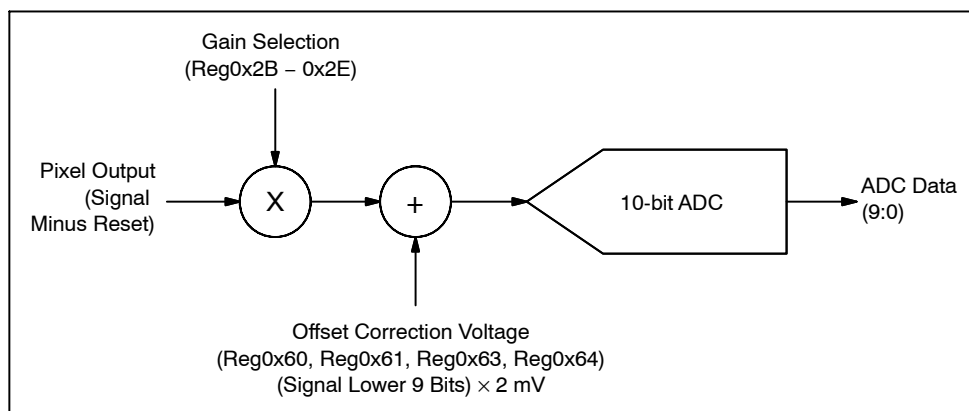 Gain Selection
(Reg0x2B − 0x2E)
Pixel Output
(Signal
Minus Reset)
X
+
10-bit ADC
ADC Data
(9:0)
Offset Correction Voltage
(Reg0x60, Reg0x61, Reg0x63, Reg0x64)
(Signal Lower 9 Bits) × 2 mV